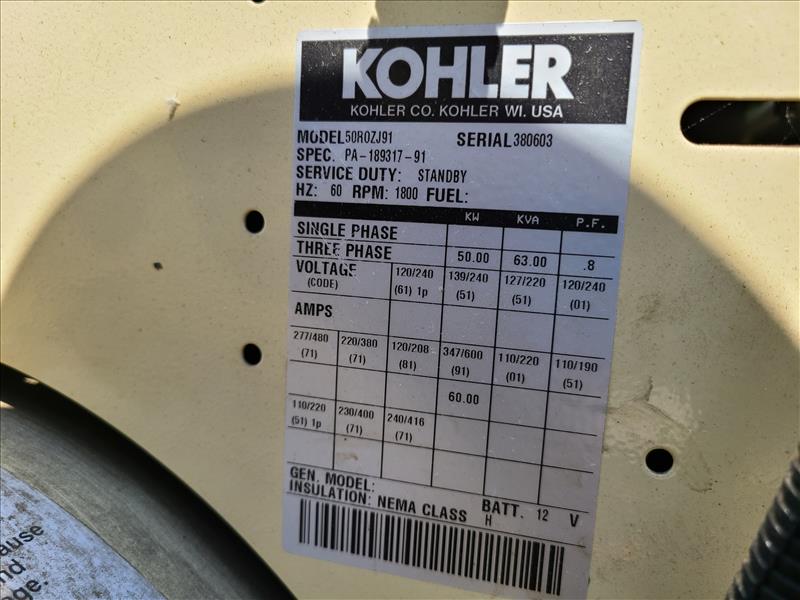 KOHLER
KOHLER CO. KOHLER WI. USA
MODEL 50ROZJ91 SERIAL 380603
SPEC. PA-189317-91
SERVICE DUTY: STANDBY
HZ: 60 RPM: 1800 FUEL:
KW KVA P.F.
SINGLE PHASE
THREE PHASE 50.00 63.00 .8
VOLTAGE 120/240 139/240 127/220 120/240
(CODE) (61) 1p (51) (51) (01)
AMPS
277/480 220/380 120/208 347/600 110/220 110/190
(71) (71) (81) (91) (01) (51)
60.00
110/220 230/400 240/416
(51) 1p (71) (71)
GEN. MODEL:
INSULATION: NEMA CLASS H BATT. 12 V
ause
nd
ge.